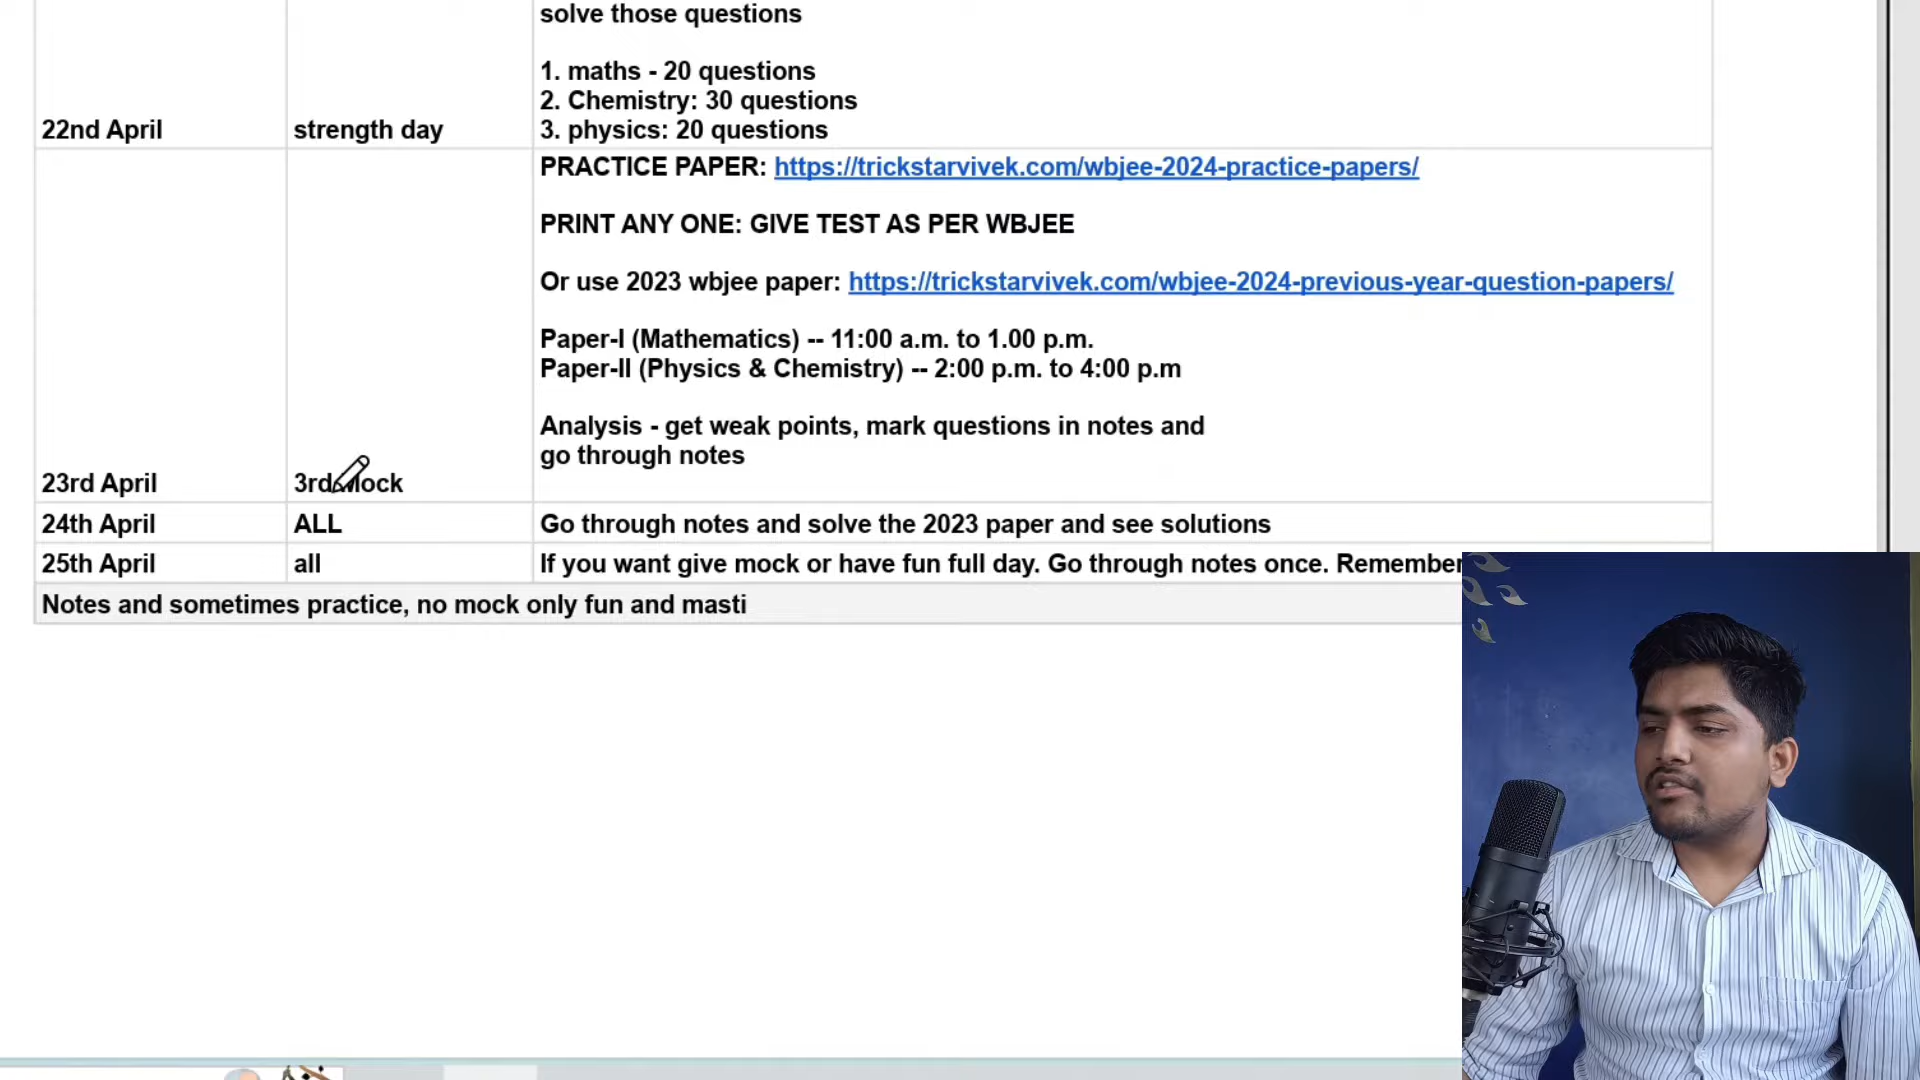 solve those questions
1. maths - 20 questions
2. Chemistry: 30 questions
22nd April strength day 3. physics: 20 questions
PRACTICE PAPER: https://trickstarvivek.com/wbjee-2024-practice-papers/
PRINT ANY ONE: GIVE TEST AS PER WBJEE
Or use 2023 wbjee paper: https://trickstarvivek.com/wbjee-2024-previous-year-question-papers/
Paper-I (Mathematics) -- 11:00 a.m. to 1.00 p.m.
Paper-II (Physics & Chemistry) -- 2:00 p.m. to 4:00 p.m
Analysis - get weak points, mark questions in notes and
go through notes
23rd April 3rd Mock
24th April ALL Go through notes and solve the 2023 paper and see solutions
25th April all If you want give mock or have fun full day. Go through notes once. Remember
Notes and sometimes practice, no mock only fun and masti